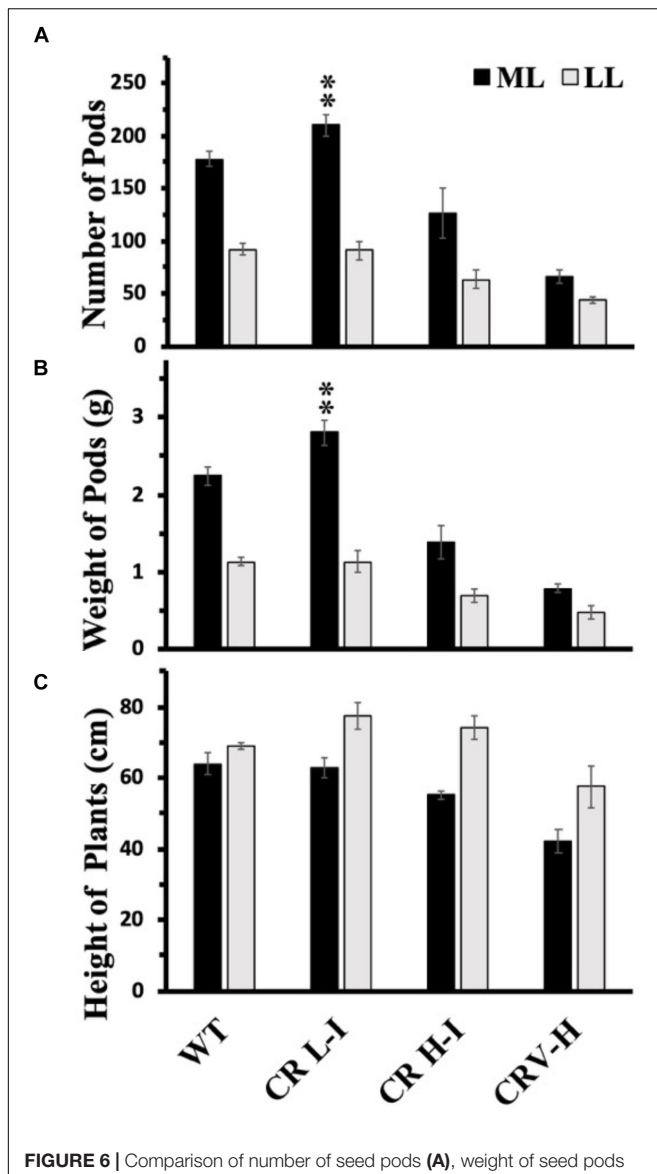 A
250
200
150
100
50
0
Number of Pods
**
ML LL
B
3
2
1
0
Weight of Pods (g)
**
C
80
60
40
20
0
Height of Plants (cm)
WT CR L-I CR H-I CRV-H
FIGURE 6 | Comparison of number of seed pods (A), weight of seed pods